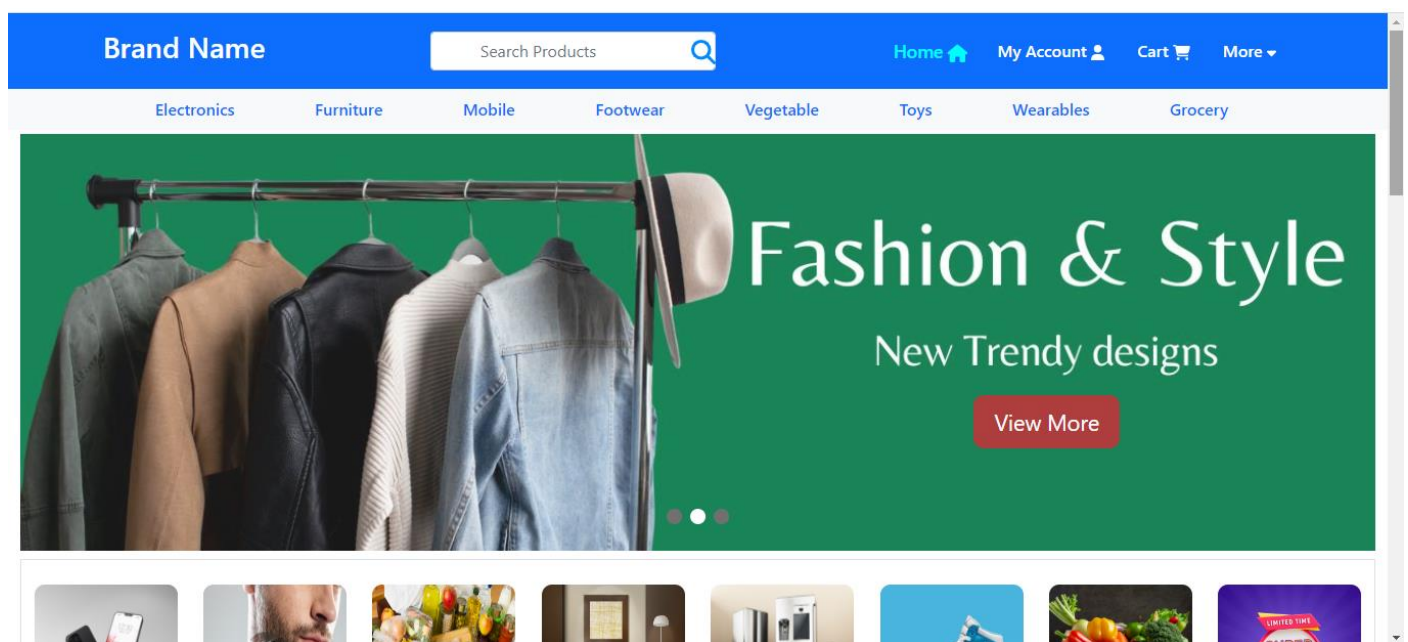 Brand Name
Search Products
Home
My Account
Cart
More
Electronics Furniture Mobile Footwear Vegetable Toys Wearables Grocery
Fashion & Style
New Trendy designs
View More
LIMITED TIME